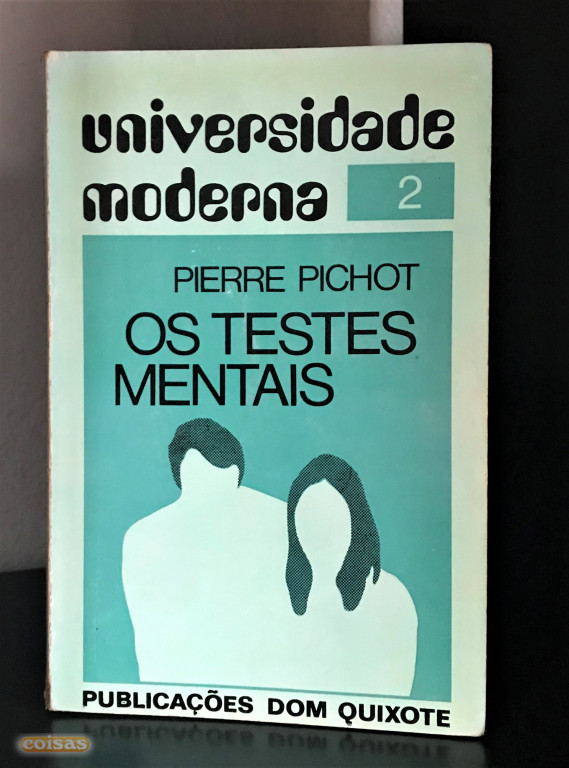 universidade
moderna 2
PIERRE PICHOT
OS TESTES
MENTAIS
PUBLICAÇÕES DOM QUIXOTE
coisas